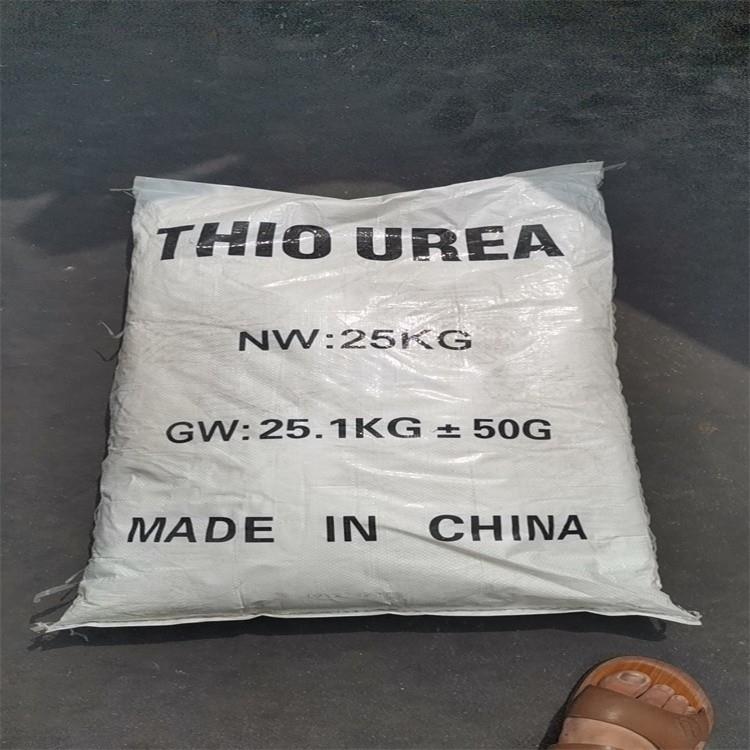 THIO UREA
NW:25KG
GW:25.1KG ± 50G
MADE IN CHINA